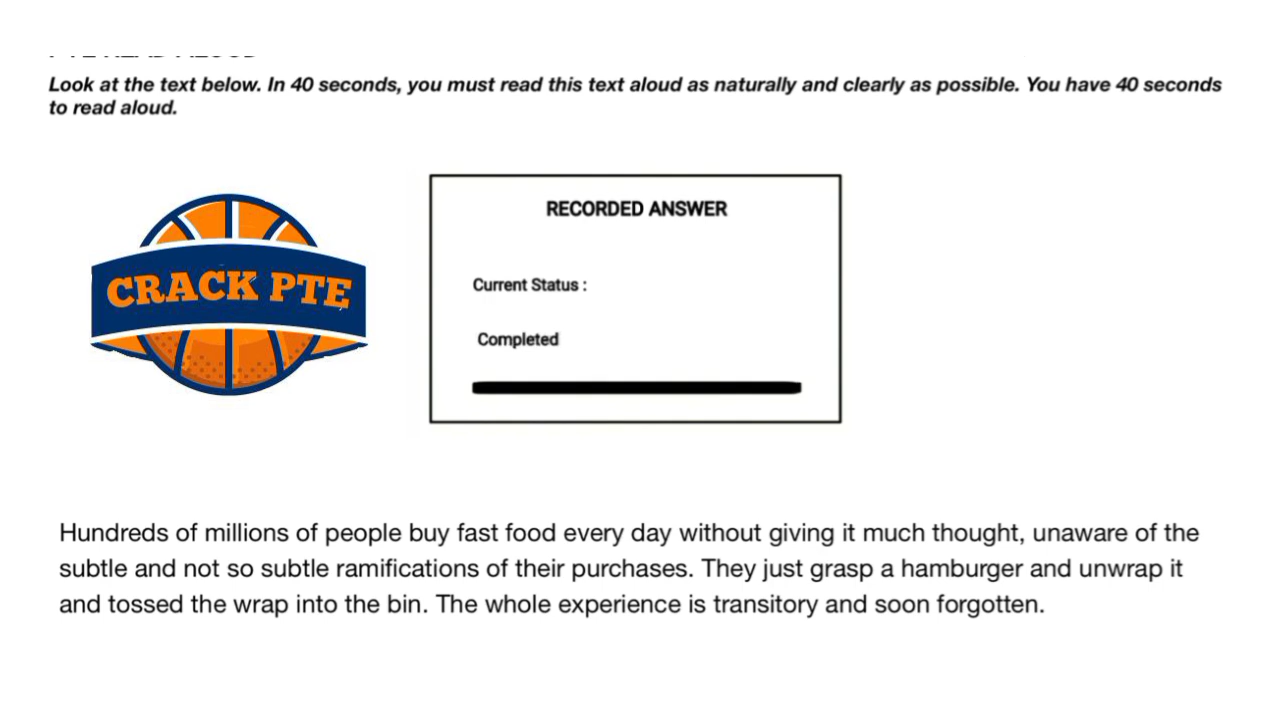 Look at the text below. In 40 seconds, you must read this text aloud as naturally and clearly as possible. You have 40 seconds
to read aloud.
CRACK PTE
RECORDED ANSWER
Current Status :
Completed
Hundreds of millions of people buy fast food every day without giving it much thought, unaware of the
subtle and not so subtle ramifications of their purchases. They just grasp a hamburger and unwrap it
and tossed the wrap into the bin. The whole experience is transitory and soon forgotten.